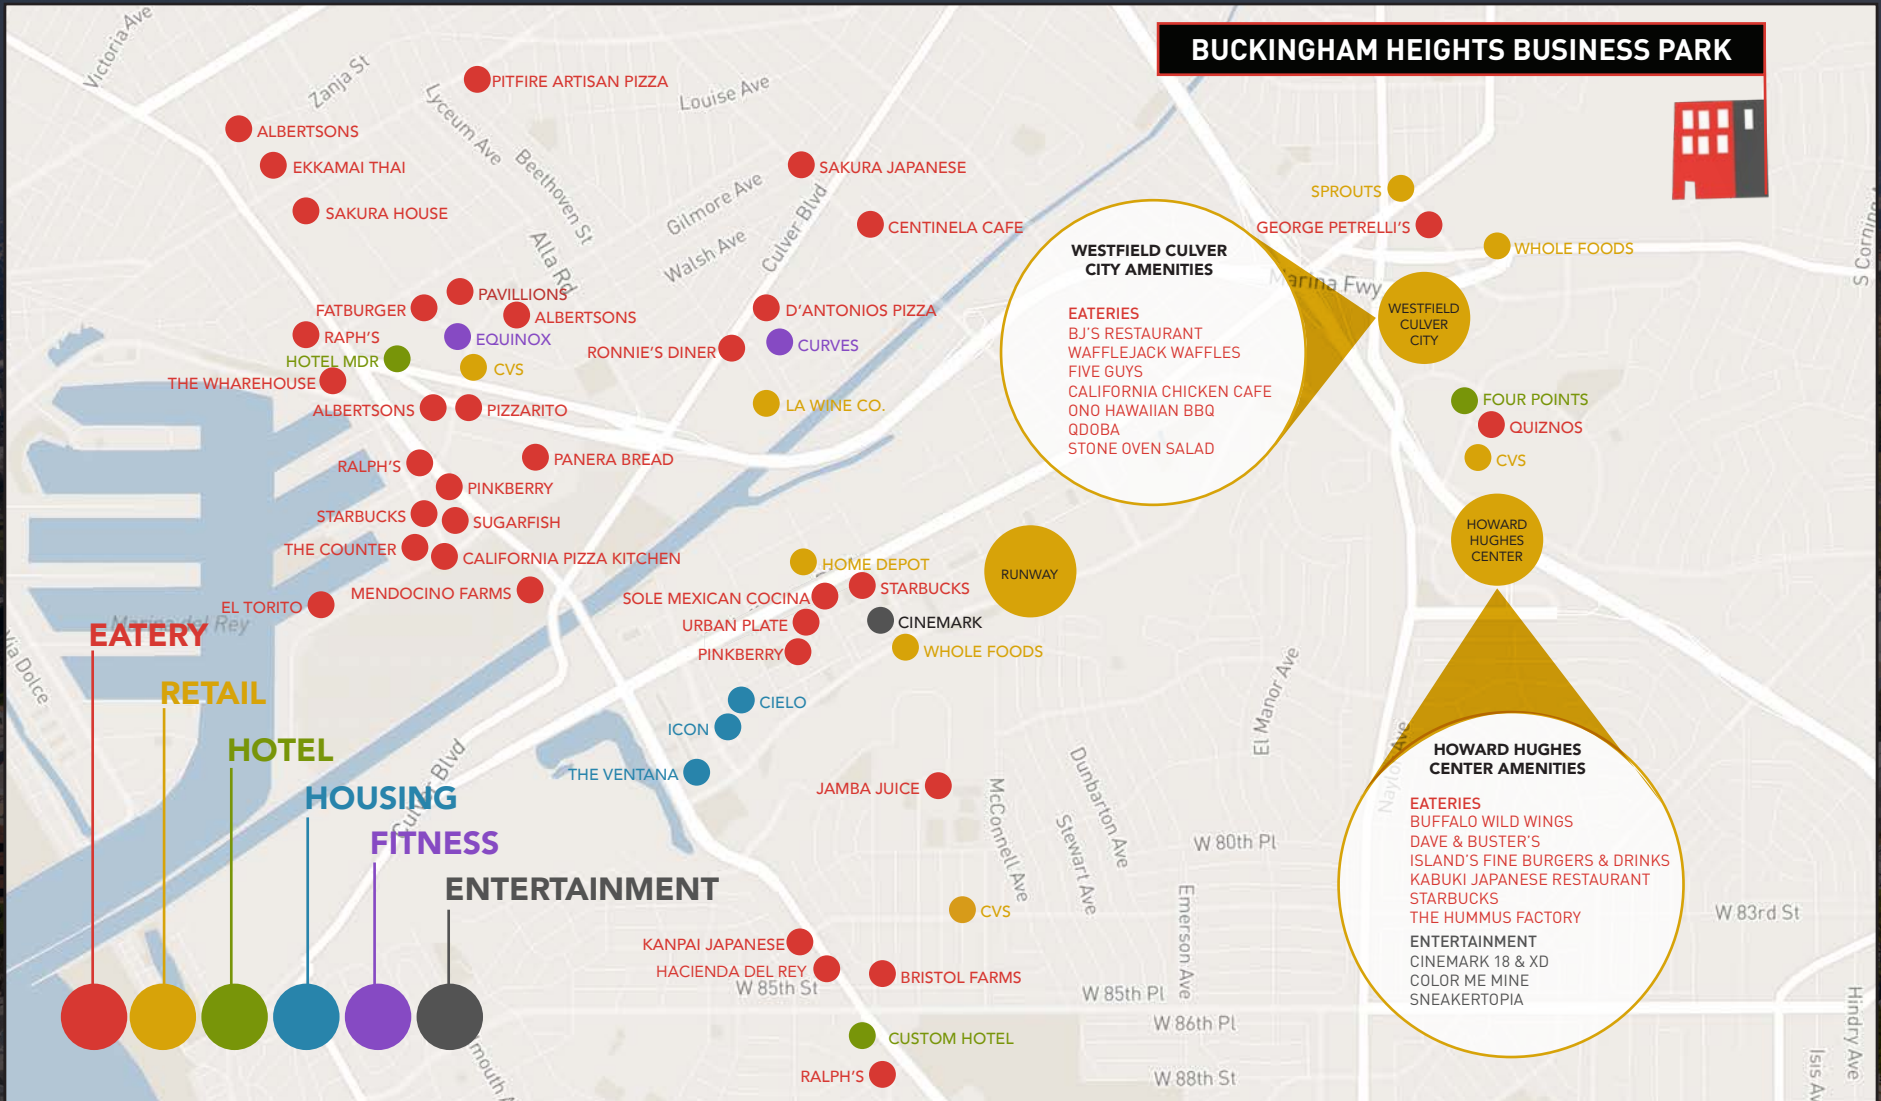 BUCKINGHAM HEIGHTS BUSINESS PARK
Victoria Ave
Zanja St
Lyceum Ave
PITFIRE ARTISAN PIZZA
Louise Ave
ALBERTSONS
EKKAMAI THAI
Beethoven St
SAKURA HOUSE
SAKURA JAPANESE
Gilmore Ave
Walsh Ave
Culver Blvd
CENTINELA CAFE
Alla Rd
SPROUTS
GEORGE PETRELLI'S
WHOLE FOODS
Marina Fwy
WESTFIELD CULVER
CITY AMENITIES
EATERIES
BJ'S RESTAURANT
WAFFLEJACK WAFFLES
FIVE GUYS
CALIFORNIA CHICKEN CAFE
ONO HAWAIIAN BBQ
QDOBA
STONE OVEN SALAD
WESTFIELD
CULVER
CITY
PAVILLIONS
FATBURGER
ALBERTSONS
RAPH'S
EQUINOX
HOTEL MDR
CVS
THE WHAREHOUSE
ALBERTSONS
PIZZARITO
D'ANTONIOS PIZZA
RONNIE'S DINER
CURVES
LA WINE CO.
FOUR POINTS
QUIZNOS
CVS
RALPH'S
PANERA BREAD
PINKBERRY
STARBUCKS
SUGARFISH
THE COUNTER
CALIFORNIA PIZZA KITCHEN
MENDOCINO FARMS
EL TORITO
Marina del Rey
HOWARD
HUGHES
CENTER
RUNWAY
HOME DEPOT
STARBUCKS
SOLE MEXICAN COCINA
URBAN PLATE
CINEMARK
PINKBERRY
WHOLE FOODS
CIELO
ICON
THE VENTANA
Via Dolce
EATERY
RETAIL
HOTEL
HOUSING
FITNESS
ENTERTAINMENT
Culver Blvd
JAMBA JUICE
McConnell Ave
Dunbarton Ave
Stewart Ave
El Manor Ave
Emerson Ave
W 80th Pl
CVS
KANPAI JAPANESE
HACIENDA DEL REY
W 85th St
BRISTOL FARMS
W 85th Pl
W 86th Pl
CUSTOM HOTEL
RALPH'S
W 88th St
HOWARD HUGHES
CENTER AMENITIES
EATERIES
BUFFALO WILD WINGS
DAVE & BUSTER'S
ISLAND'S FINE BURGERS & DRINKS
KABUKI JAPANESE RESTAURANT
STARBUCKS
THE HUMMUS FACTORY
ENTERTAINMENT
CINEMARK 18 & XD
COLOR ME MINE
SNEAKERTOPIA
W 83rd St
Hindry Ave